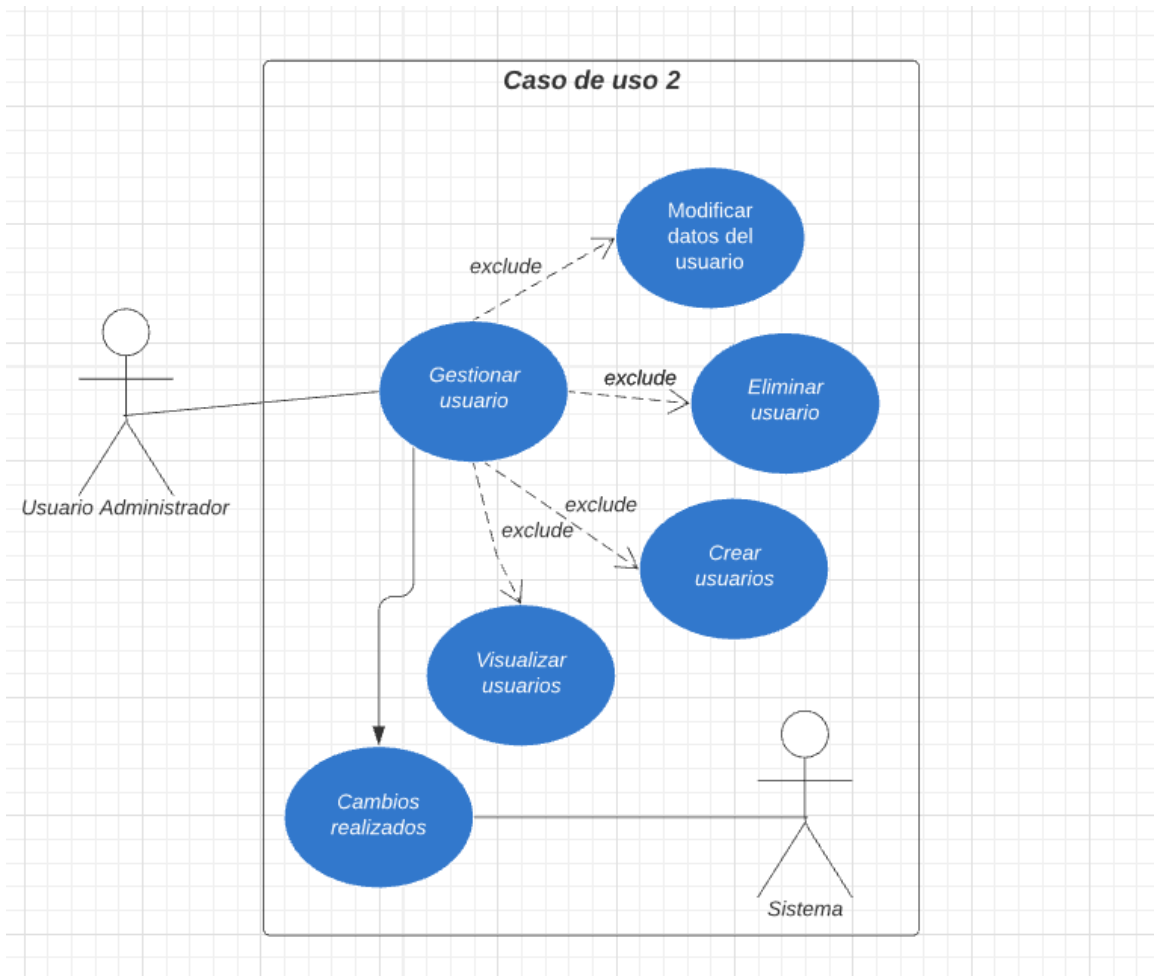 Caso de uso 2
Modificar
datos del
usuario
exclude
Gestionar
usuario
exclude
Eliminar
usuario
Usuario Administrador
exclude
exclude
Crear
usuarios
Visualizar
usuarios
Cambios
realizados
Sistema